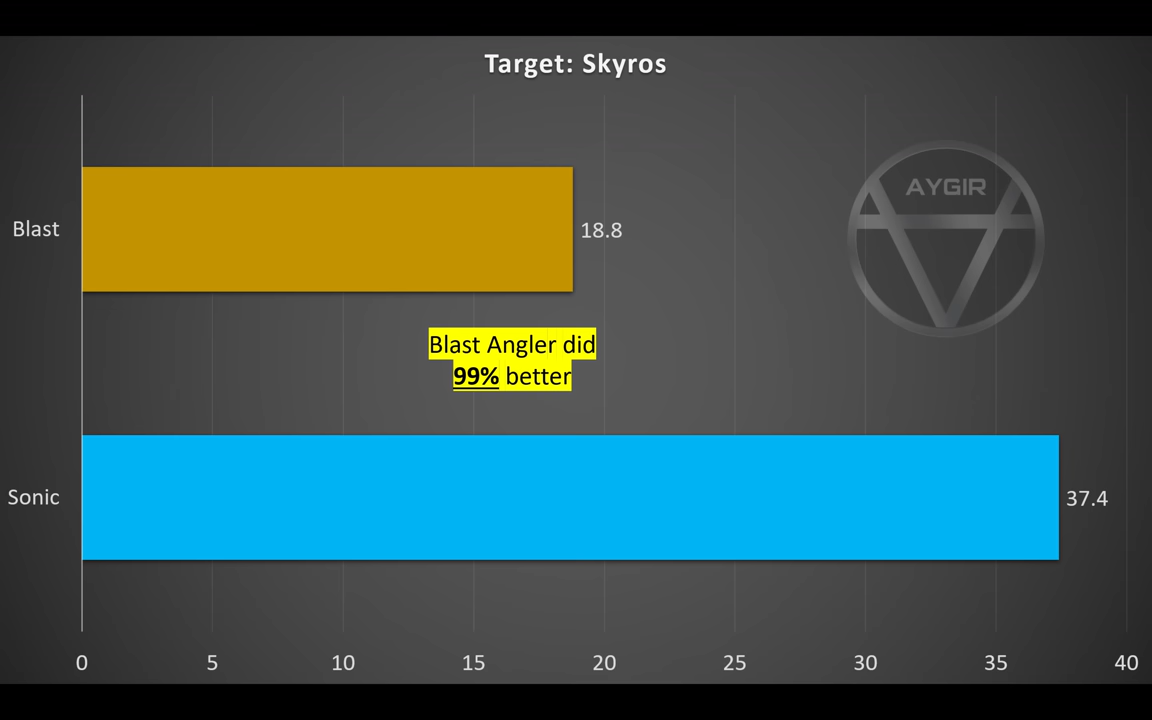 Target: Skyros
AYGIR
Blast
18.8
Blast Angler did
99% better
Sonic
37.4
0 5 10 15 20 25 30 35 40